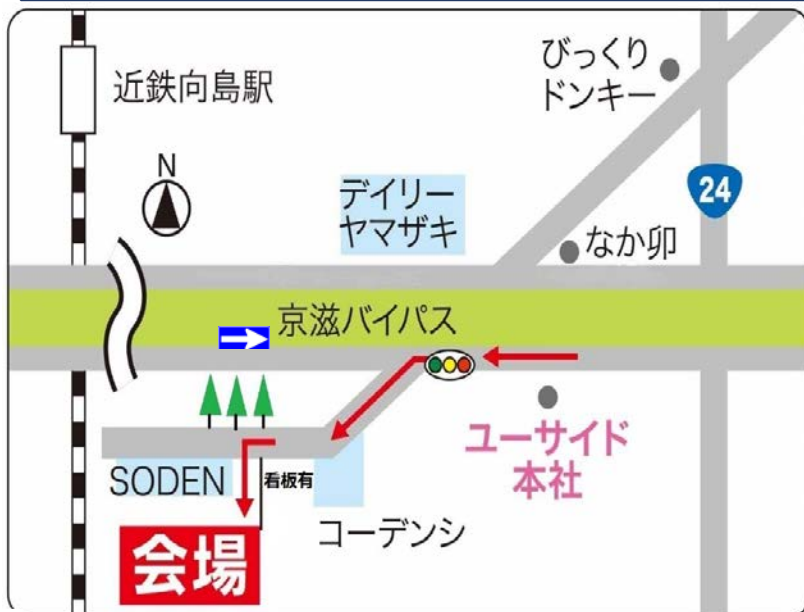 近鉄向島駅
びっくり
ドンキー
N
24
デイリー
ヤマザキ
なか卯
京滋バイパス
ユーサイド
本社
SODEN
看板有
コーデンシ
会場